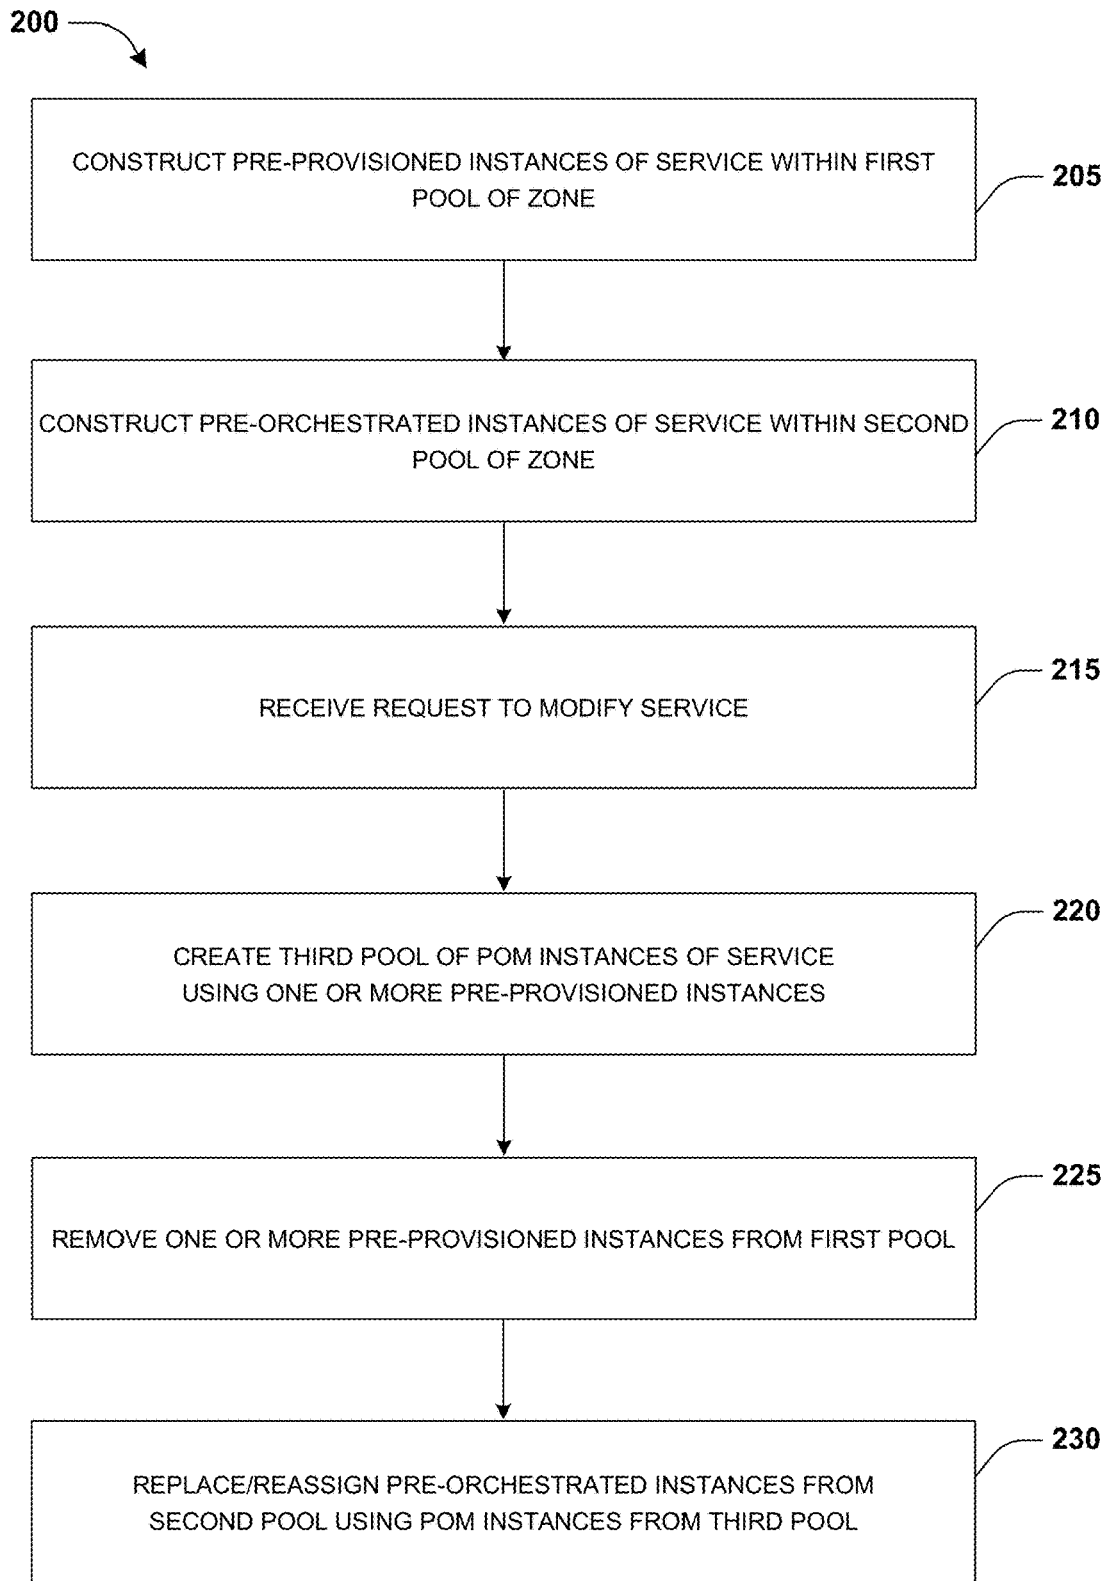 200
CONSTRUCT PRE-PROVISIONED INSTANCES OF SERVICE WITHIN FIRST
POOL OF ZONE
205
CONSTRUCT PRE-ORCHESTRATED INSTANCES OF SERVICE WITHIN SECOND
POOL OF ZONE
210
RECEIVE REQUEST TO MODIFY SERVICE
215
CREATE THIRD POOL OF POM INSTANCES OF SERVICE
USING ONE OR MORE PRE-PROVISIONED INSTANCES
220
REMOVE ONE OR MORE PRE-PROVISIONED INSTANCES FROM FIRST POOL
225
REPLACE/REASSIGN PRE-ORCHESTRATED INSTANCES FROM
SECOND POOL USING POM INSTANCES FROM THIRD POOL
230